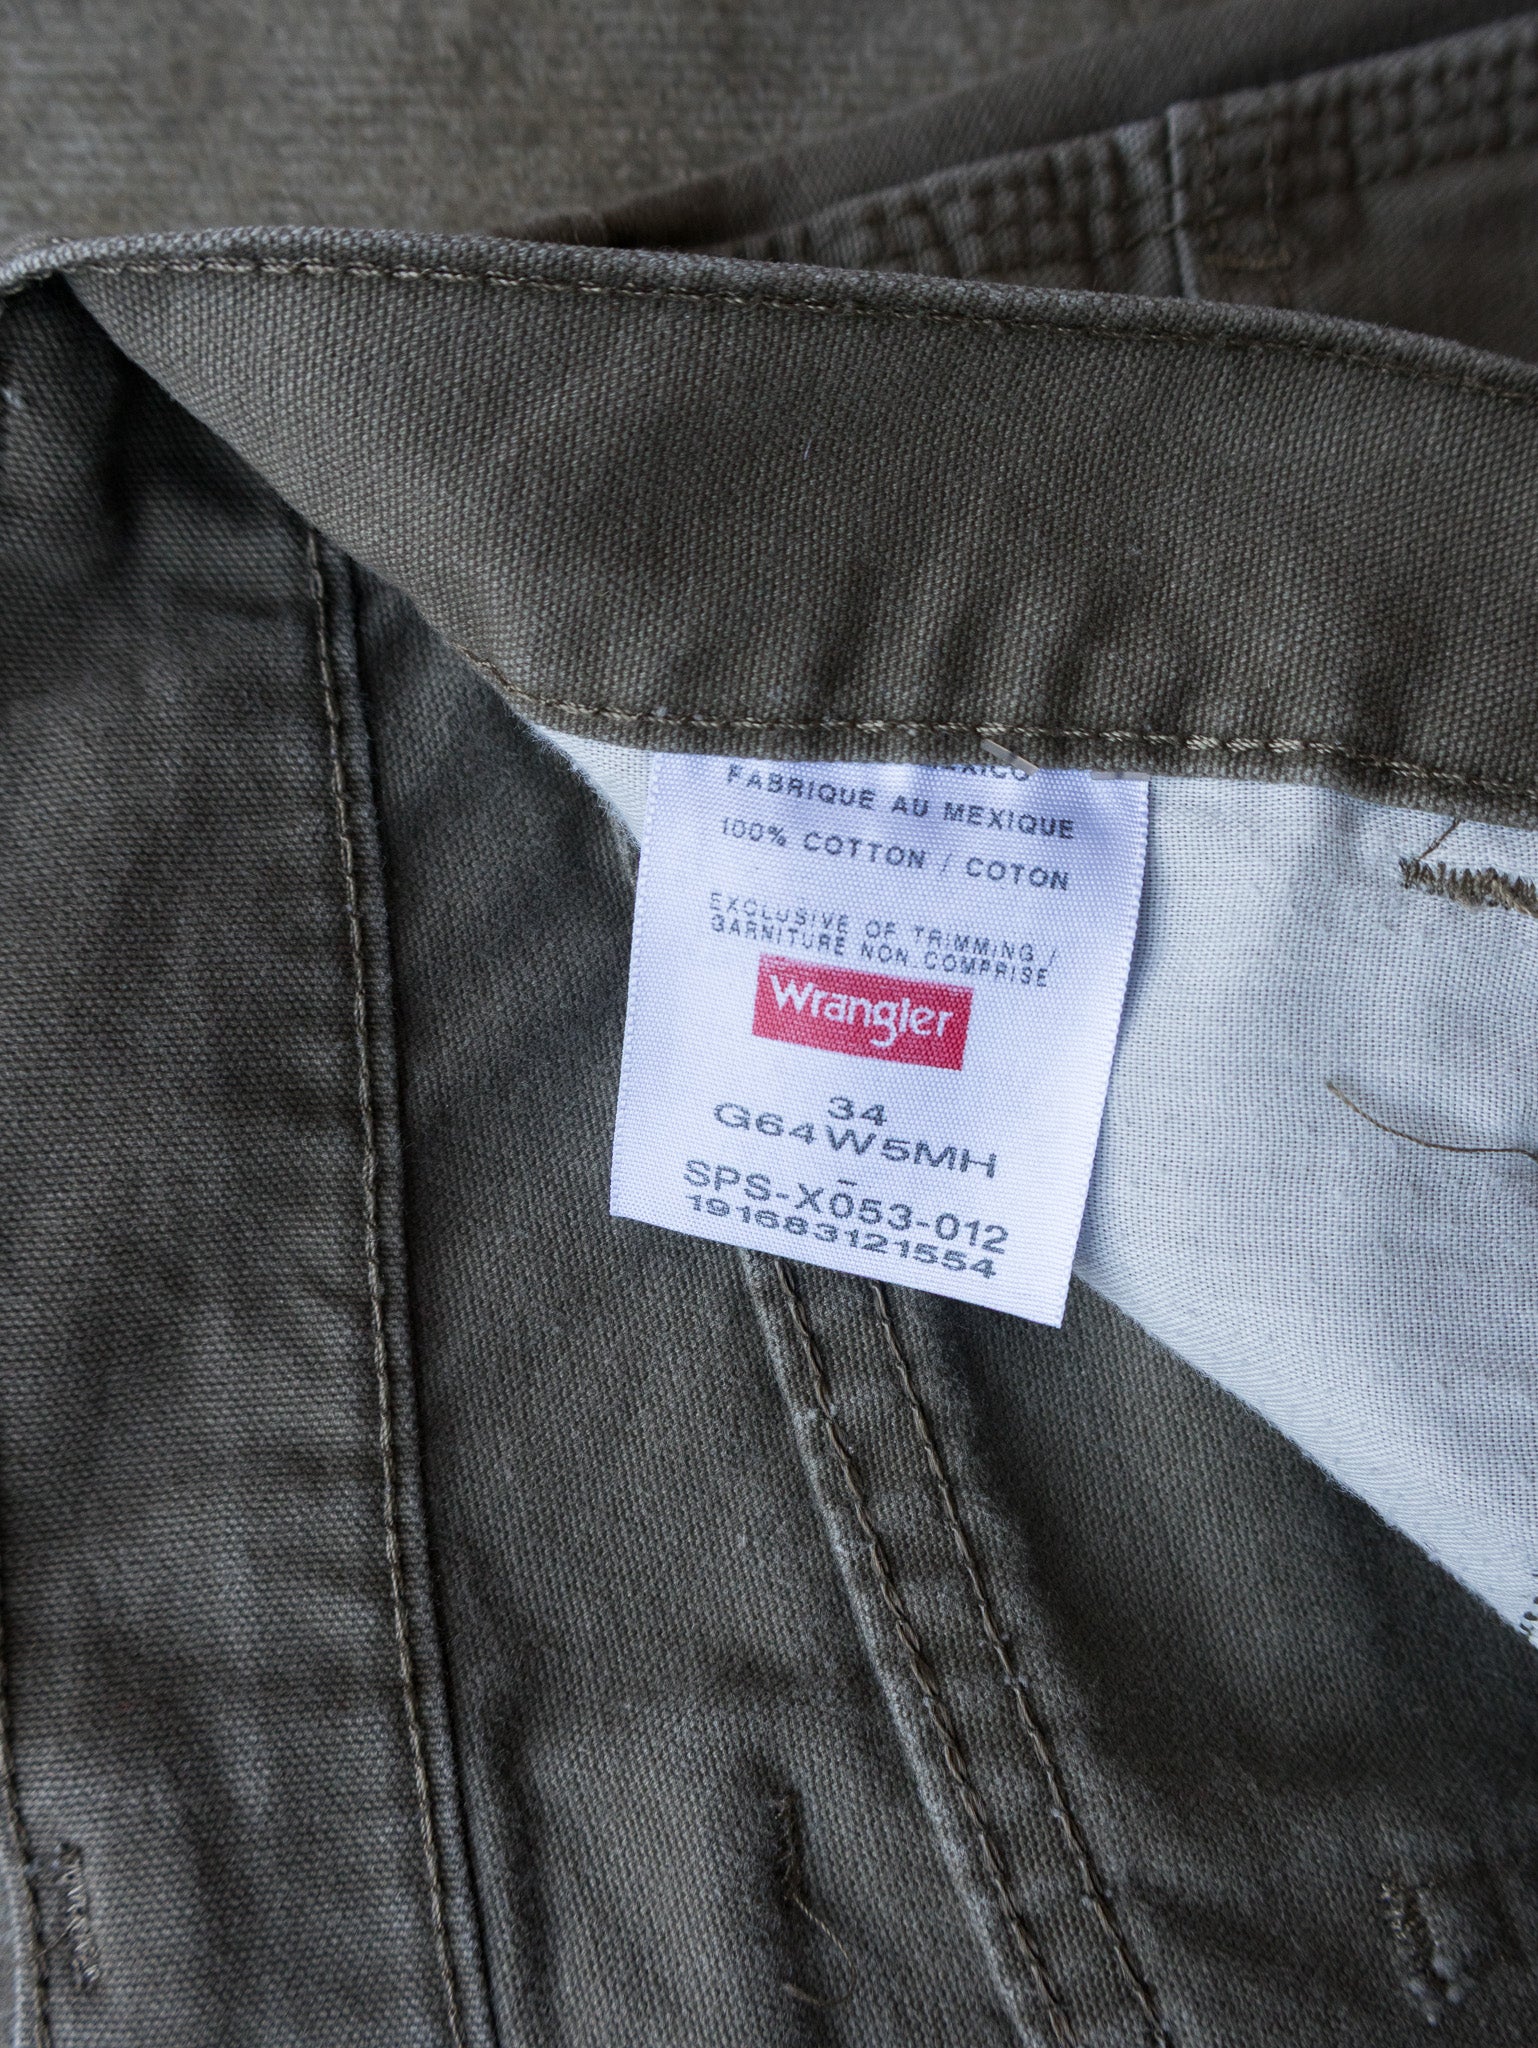 MEXICO
FABRIQUE AU MEXIQUE
100% COTTON / COTON
EXCLUSIVE OF TRIMMING /
GARNITURE NON COMPRISE
Wrangler
34
G64W5MH
SPS-X053-012
191683121554